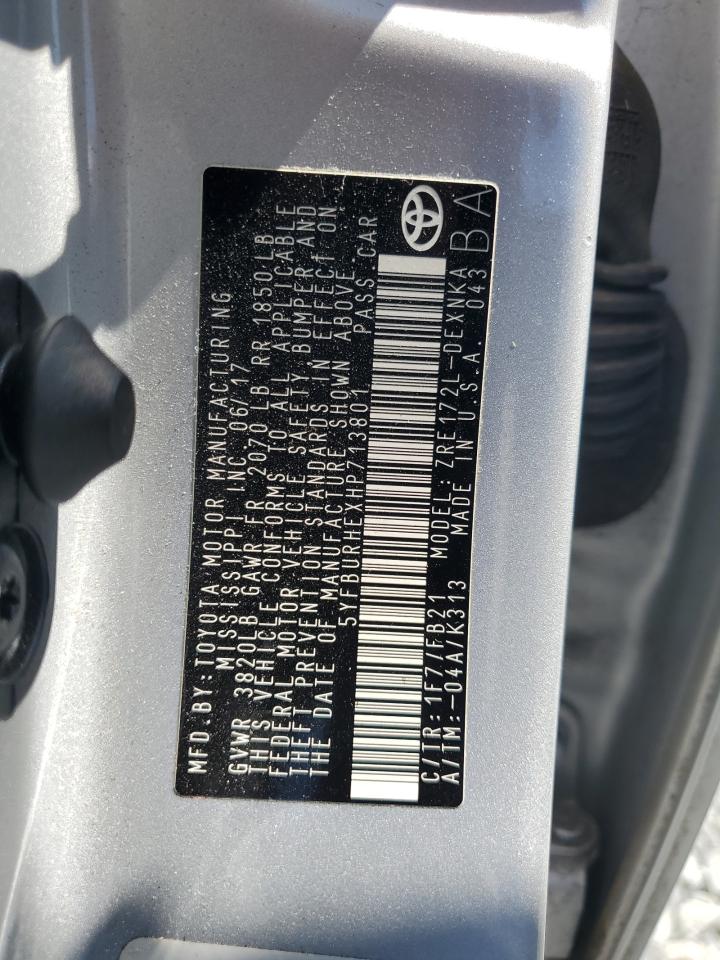 MFD.BY:TOYOTA MOTOR MANUFACTURING
MISSISSIPPI INC 06/17
GVWR 3820LB GAWR FR 2070 LB RR 1850 LB
THIS VEHICLE CONFORMS TO ALL APPLICABLE
FEDERAL MOTOR VEHICLE SAFETY BUMPER AND
THEFT PREVENTION STANDARDS IN EFFECT ON
THE DATE OF MANUFACTURE SHOWN ABOVE.
5YFBURHEXHP713801 PASS. CAR
C/TR:1F7/FB21 MODEL:ZRE172L-DEXNKA
A/TM:-04A/K313 MADE IN U.S.A. 043
BA